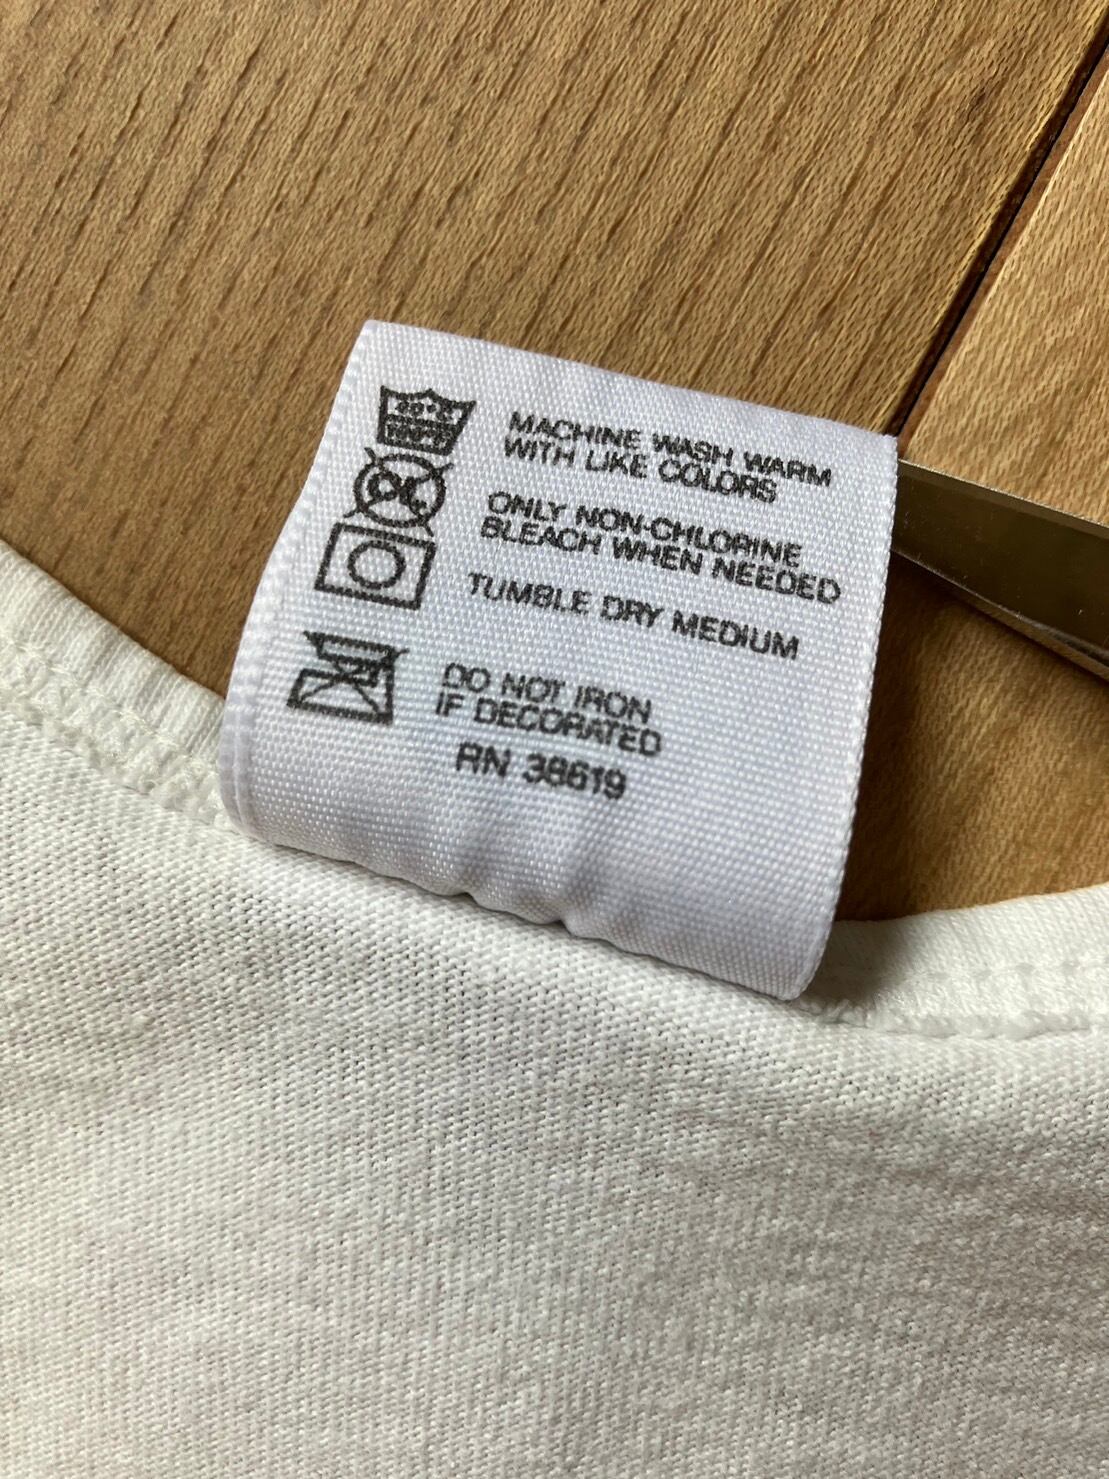 MACHINE WASH WARM
WITH LIKE COLORS
ONLY NON-CHLORINE
BLEACH WHEN NEEDED
TUMBLE DRY MEDIUM
DO NOT IRON
IF DECORATED
RN 38619